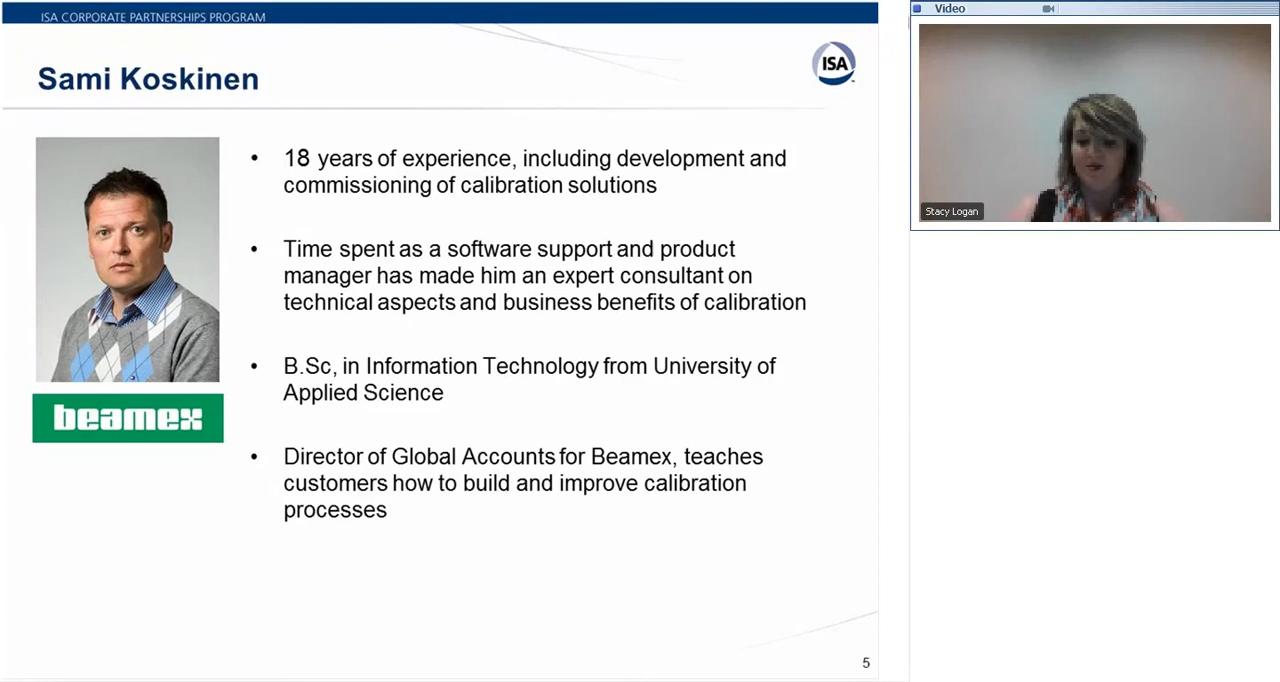 ISA CORPORATE PARTNERSHIPS PROGRAM
Sami Koskinen
ISA
• 18 years of experience, including development and
commissioning of calibration solutions
• Time spent as a software support and product
manager has made him an expert consultant on
technical aspects and business benefits of calibration
• B.Sc, in Information Technology from University of
Applied Science
• Director of Global Accounts for Beamex, teaches
customers how to build and improve calibration
processes
beamex
5
Video
Stacy Logan